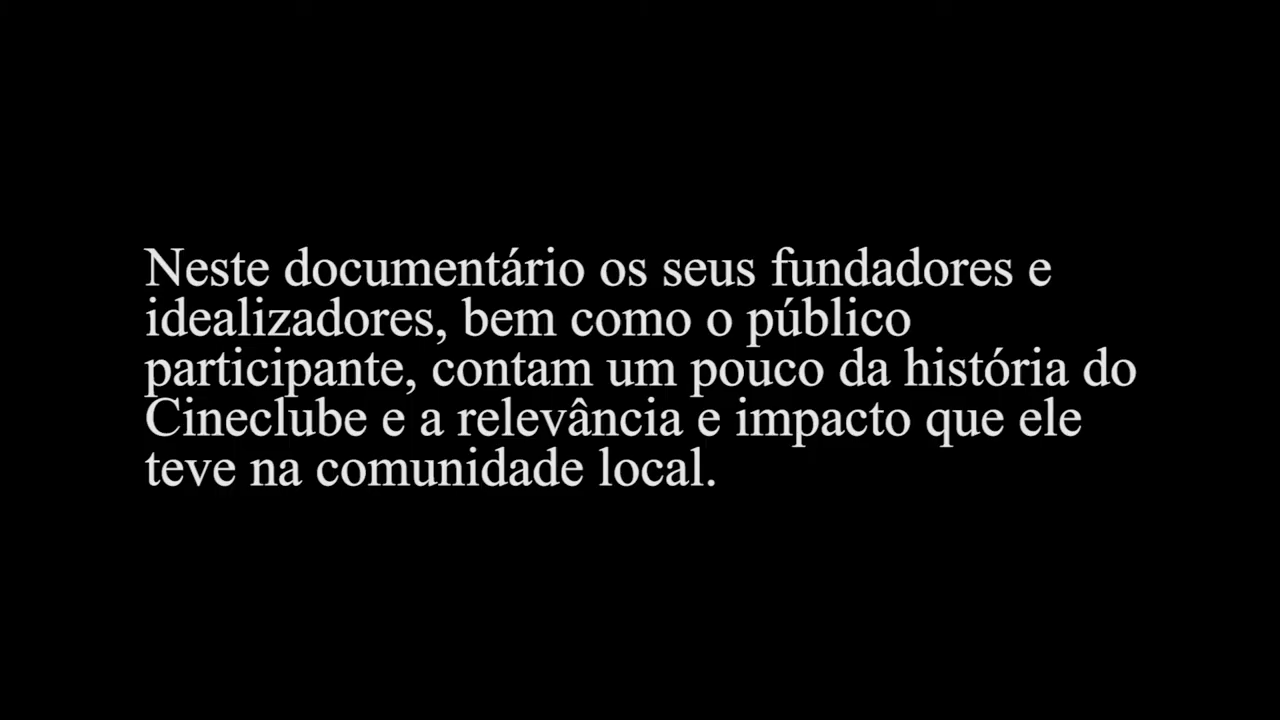 Neste documentário os seus fundadores e
idealizadores, bem como o público
participante, contam um pouco da história do
Cineclube e a relevância e impacto que ele
teve na comunidade local.